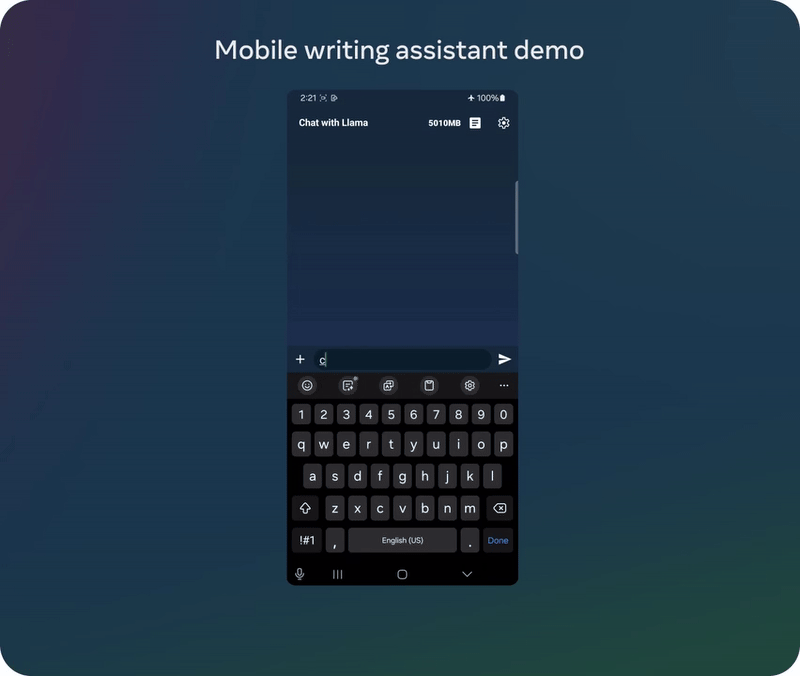 Mobile writing assistant demo
2:21 100%
Chat with Llama 5010MB
c
1 2 3 4 5 6 7 8 9 0
q w e r t y u i o p
a s d f g h j k l
z x c v b n m
!#1 , English (US) . Done